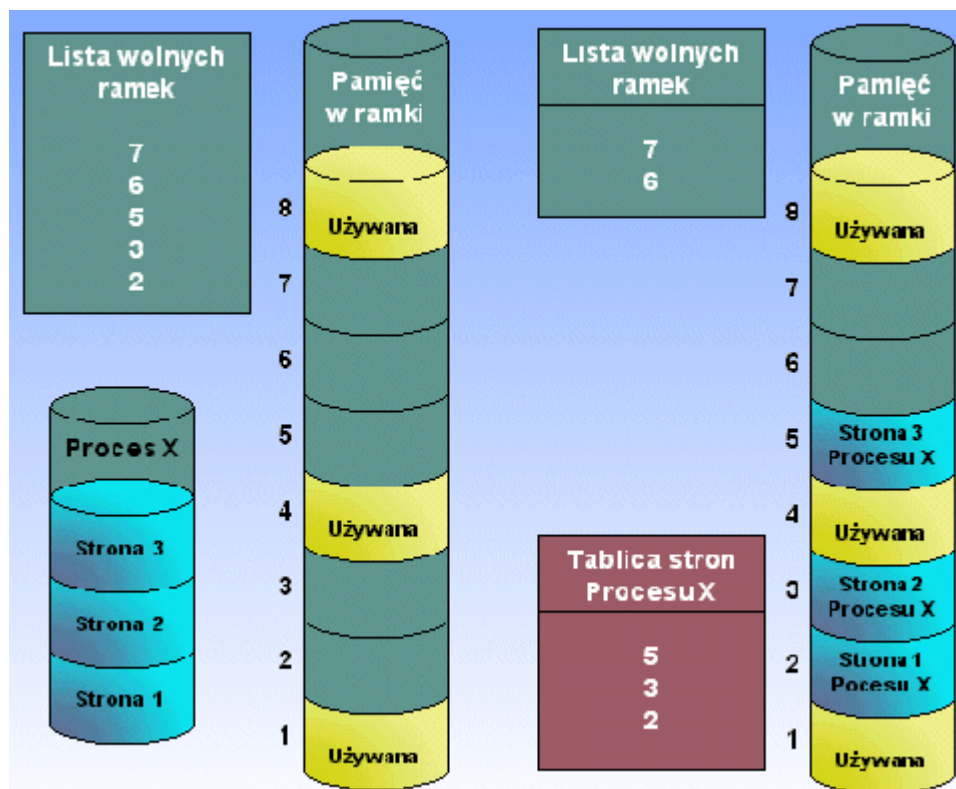 Lista wolnych
ramek
7
6
5
3
2
Proces X
Strona 3
Strona 2
Strona 1
Pamięć
w ramki
8
Używana
7
6
5
4
Używana
3
2
1
Używana
Lista wolnych
ramek
7
6
Tablica stron
Procesu X
5
3
2
Pamięć
w ramki
8
Używana
7
6
5
Strona 3
Procesu X
4
Używana
3
Strona 2
Procesu X
2
Strona 1
Pocesu X
1
Używana